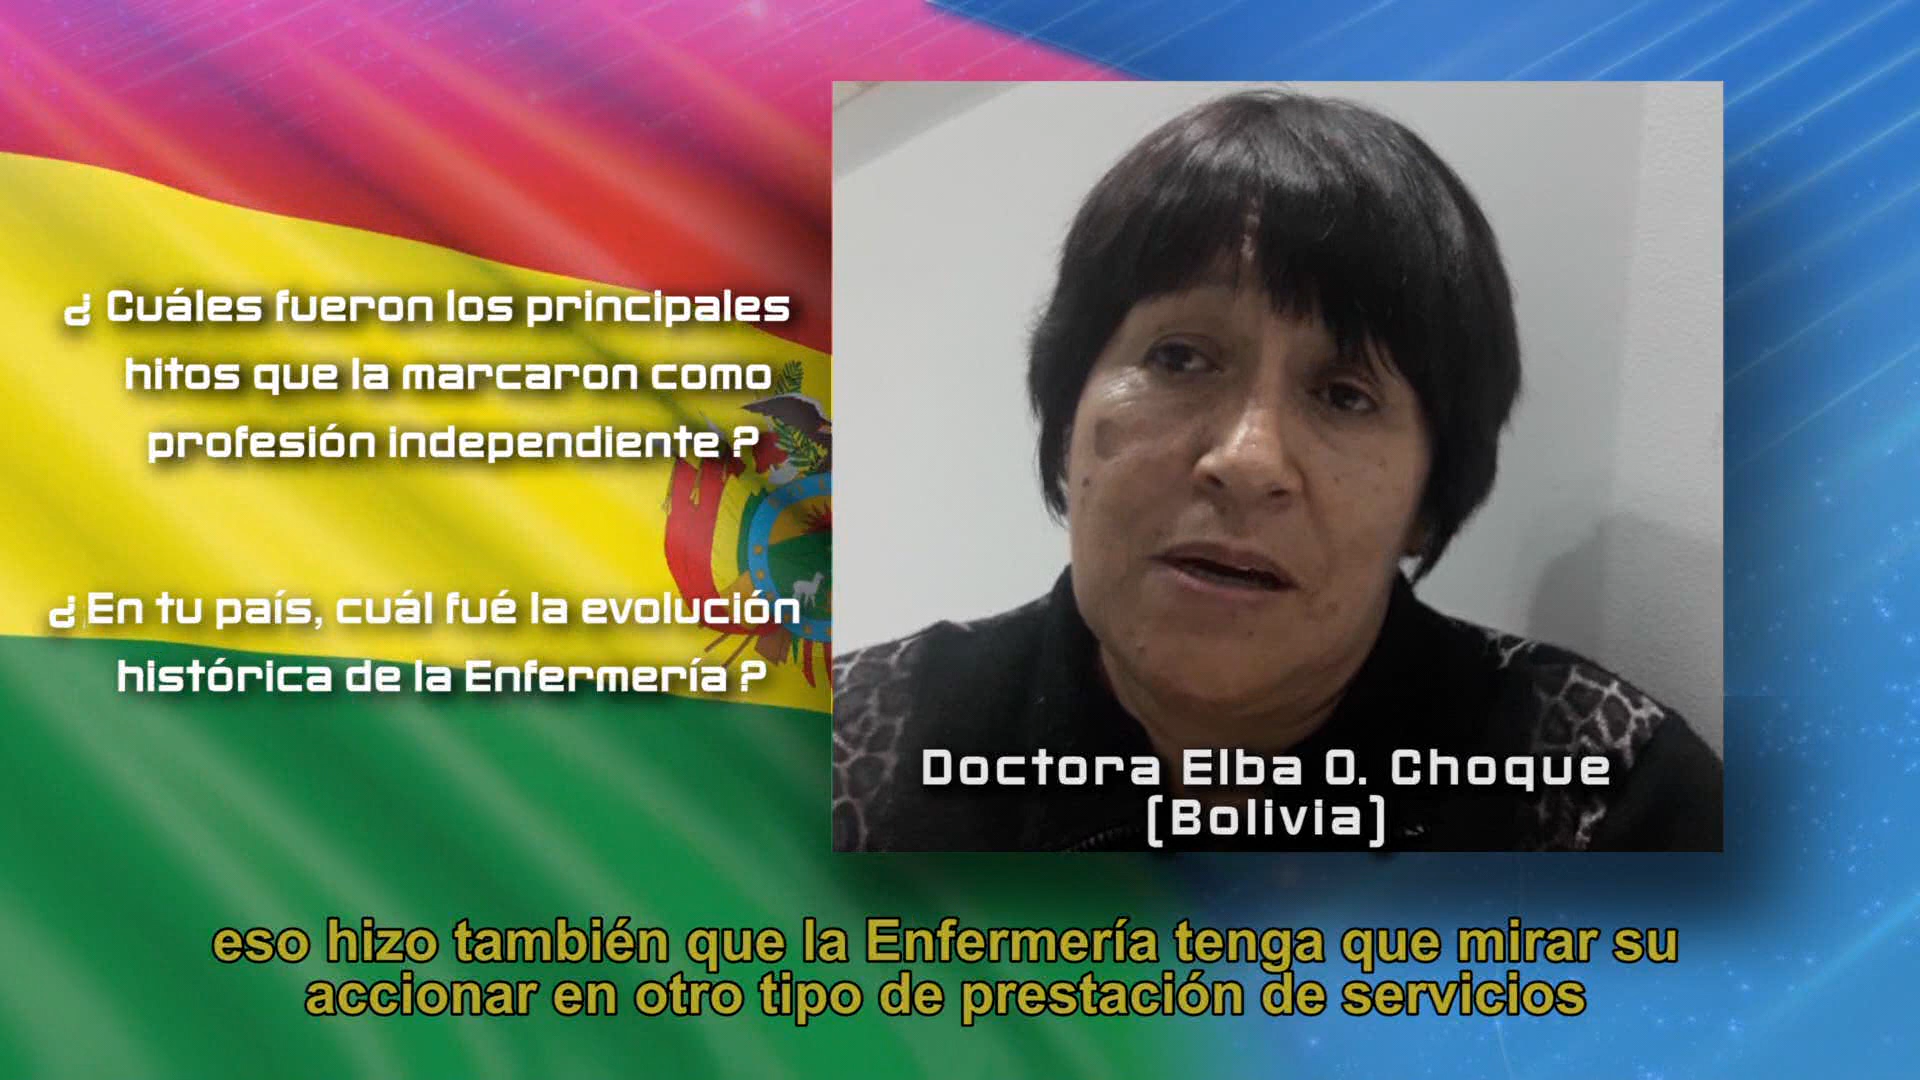 ¿ Cuáles fueron los principales
hitos que la marcaron como
profesión independiente ?
¿ En tu país, cuál fué la evolución
histórica de la Enfermería ?
Doctora Elba O. Choque
(Bolivia)
eso hizo también que la Enfermería tenga que mirar su
accionar en otro tipo de prestación de servicios